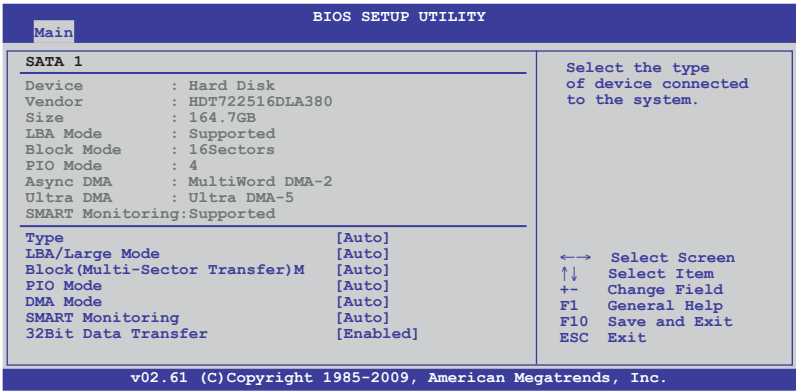 BIOS SETUP UTILITY
Main
SATA 1
Device : Hard Disk
Vendor : HDT722516DLA380
Size : 164.7GB
LBA Mode : Supported
Block Mode : 16Sectors
PIO Mode : 4
Async DMA : MultiWord DMA-2
Ultra DMA : Ultra DMA-5
SMART Monitoring:Supported
Type [Auto]
LBA/Large Mode [Auto]
Block(Multi-Sector Transfer)M [Auto]
PIO Mode [Auto]
DMA Mode [Auto]
SMART Monitoring [Auto]
32Bit Data Transfer [Enabled]
Select the type
of device connected
to the system.
←→ Select Screen
↑↓ Select Item
+- Change Field
F1 General Help
F10 Save and Exit
ESC Exit
v02.61 (C)Copyright 1985-2009, American Megatrends, Inc.